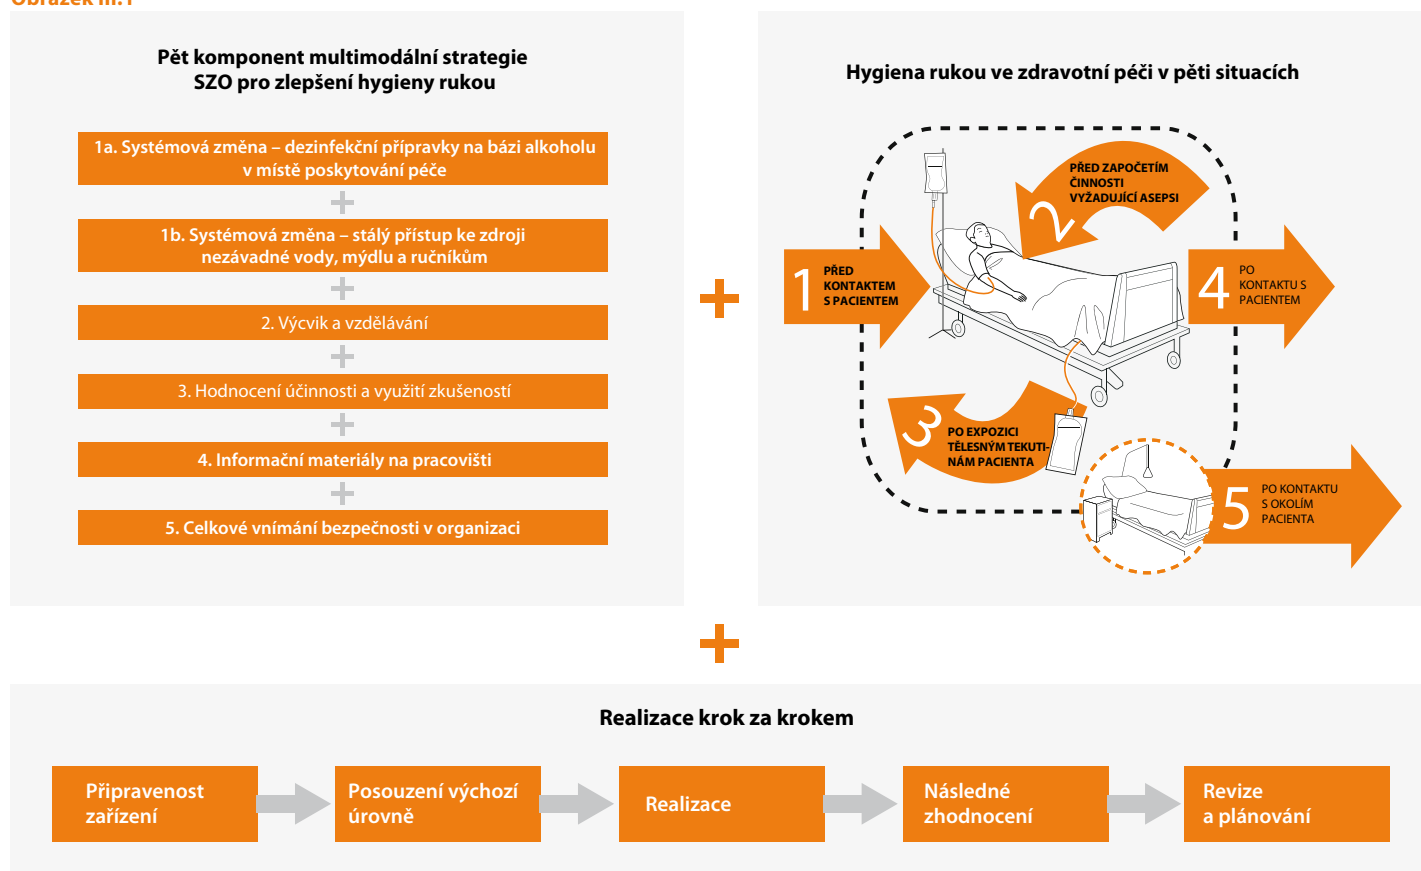 Obrázek III.1
Pět komponent multimodální strategie
SZO pro zlepšení hygieny rukou
1a. Systémová změna – dezinfekční přípravky na bázi alkoholu
v místě poskytování péče
+
1b. Systémová změna – stálý přístup ke zdroji
nezávadné vody, mýdlu a ručníkům
+
2. Výcvik a vzdělávání
+
3. Hodnocení účinnosti a využití zkušeností
+
4. Informační materiály na pracovišti
+
5. Celkové vnímání bezpečnosti v organizaci
+
Hygiena rukou ve zdravotní péči v pěti situacích
1
PŘED
KONTAKTEM
S PACIENTEM
2
PŘED ZAPOČETÍM
ČINNOSTI
VYŽADUJÍCÍ ASEPSI
3
PO EXPOZICI
TĚLESNÝM TEKUTI-
NÁM PACIENTA
4
PO
KONTAKTU S
PACIENTEM
5
PO KONTAKTU
S OKOLÍM
PACIENTA
+
Realizace krok za krokem
Připravenost
zařízení
Posouzení výchozí
úrovně
Realizace
Následné
zhodnocení
Revize
a plánování